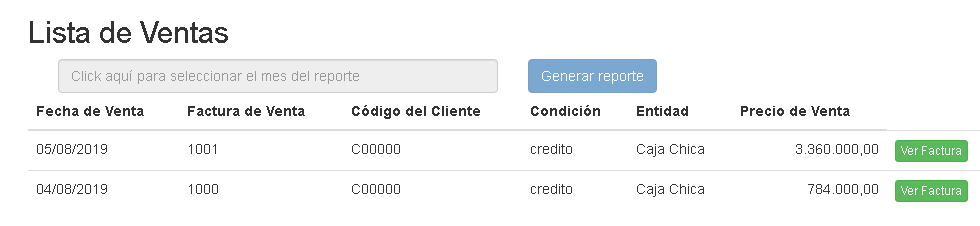 Lista de Ventas
Click aquí para seleccionar el mes del reporte Generar reporte
Fecha de Venta Factura de Venta Código del Cliente Condición Entidad Precio de Venta
05/08/2019 1001 C00000 credito Caja Chica 3.360.000,00 Ver Factura
04/08/2019 1000 C00000 credito Caja Chica 784.000,00 Ver Factura